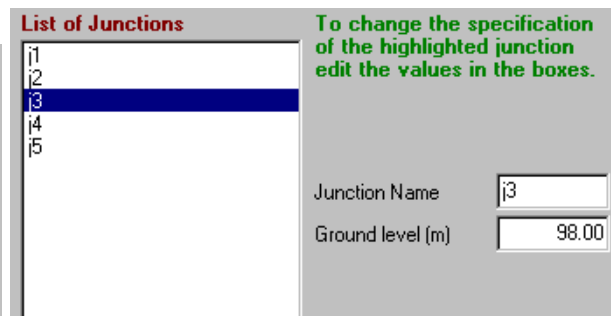 List of Junctions
j1
j2
j3
j4
j5
To change the specification
of the highlighted junction
edit the values in the boxes.
Junction Name j3
Ground level (m) 98.00